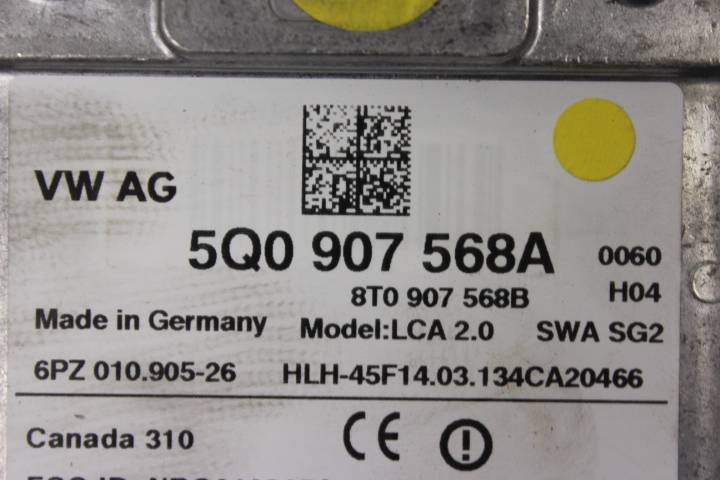 VW AG
5Q0 907 568A 0060
8T0 907 568B H04
Made in Germany Model:LCA 2.0 SWA SG2
6PZ 010.905-26 HLH-45F14.03.134CA20466
Canada 310 CE